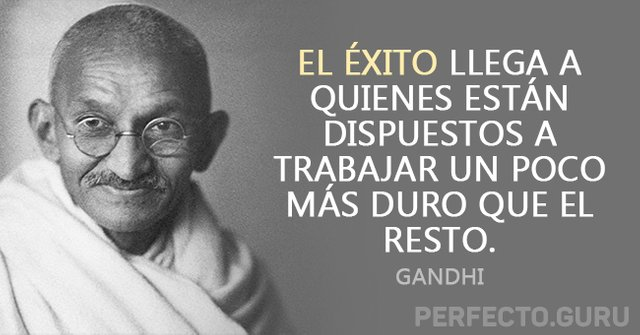 EL ÉXITO LLEGA A
QUIENES ESTÁN
DISPUESTOS A
TRABAJAR UN POCO
MÁS DURO QUE EL
RESTO.
GANDHI
PERFECTO.GURU